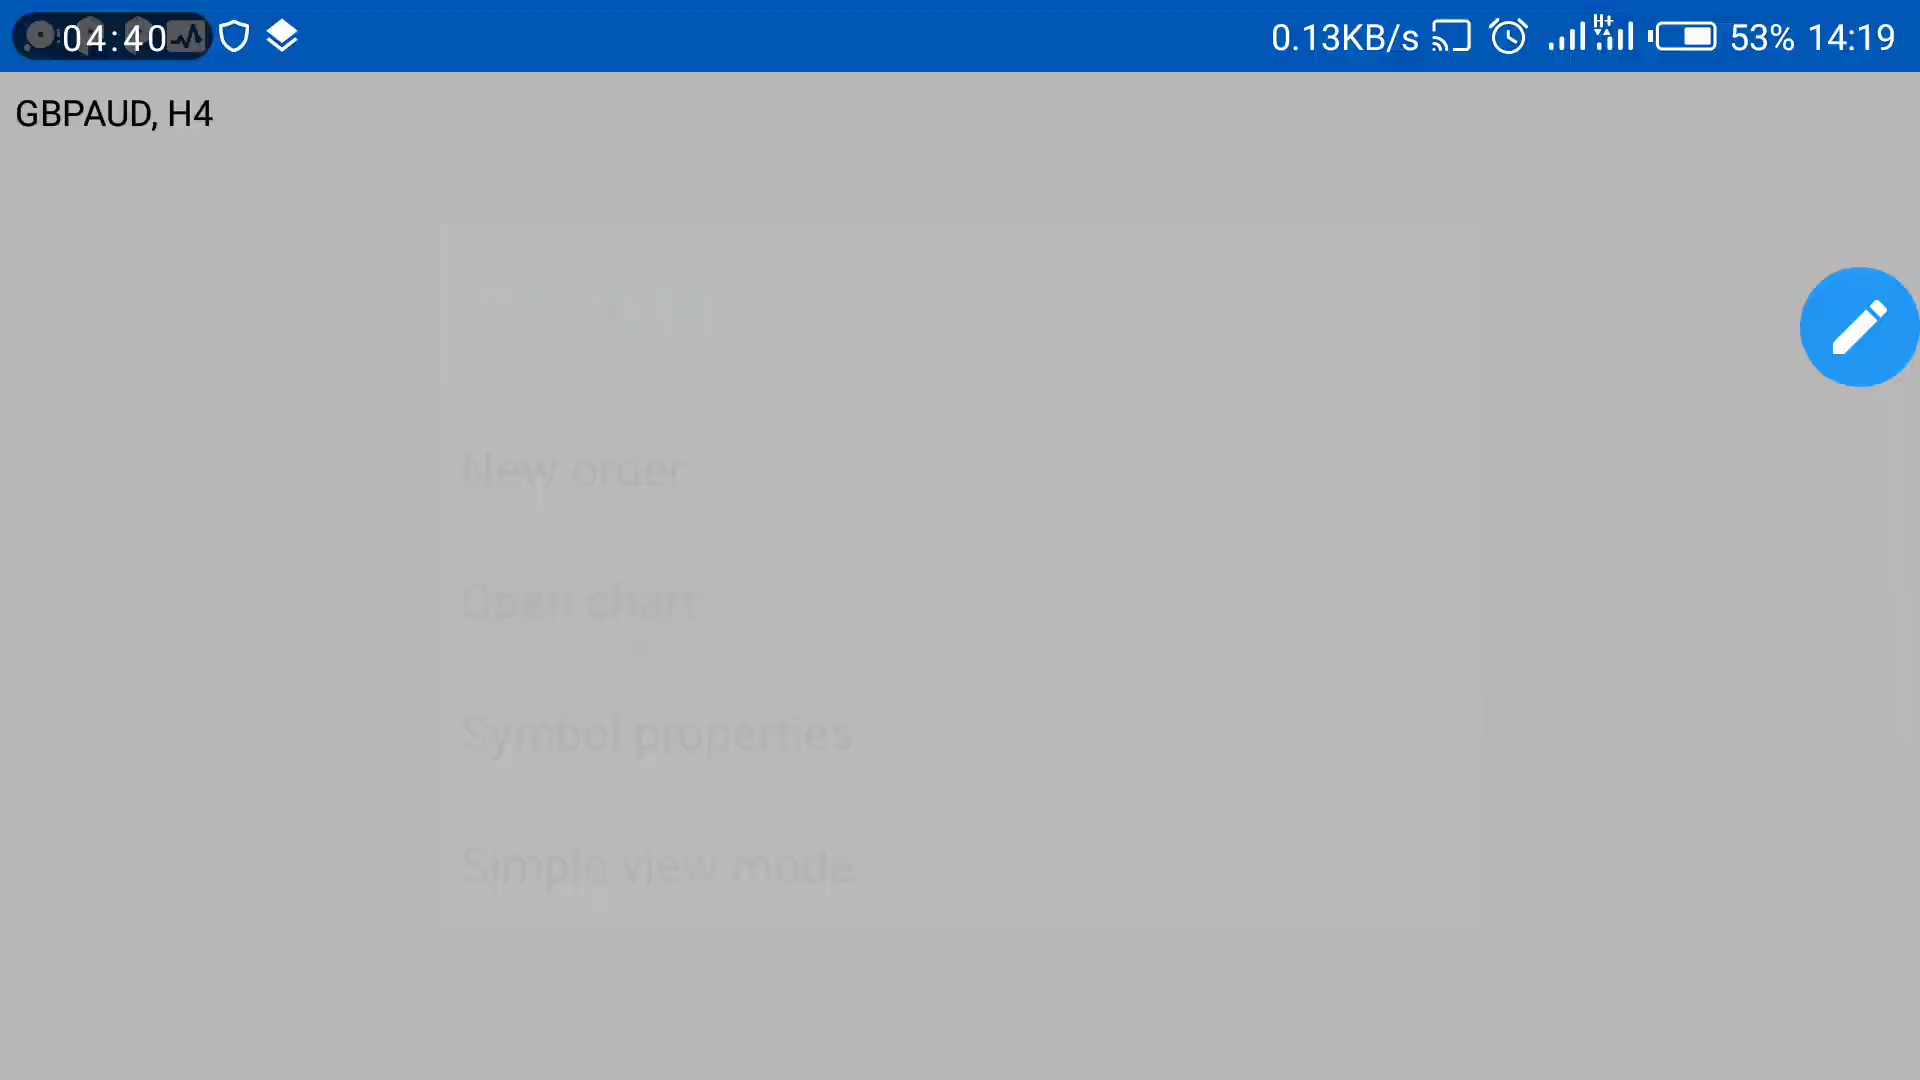 04:40 0.13KB/s H+ 53% 14:19
GBPAUD, H4
New order
Open chart
Symbol properties
Simple view mode